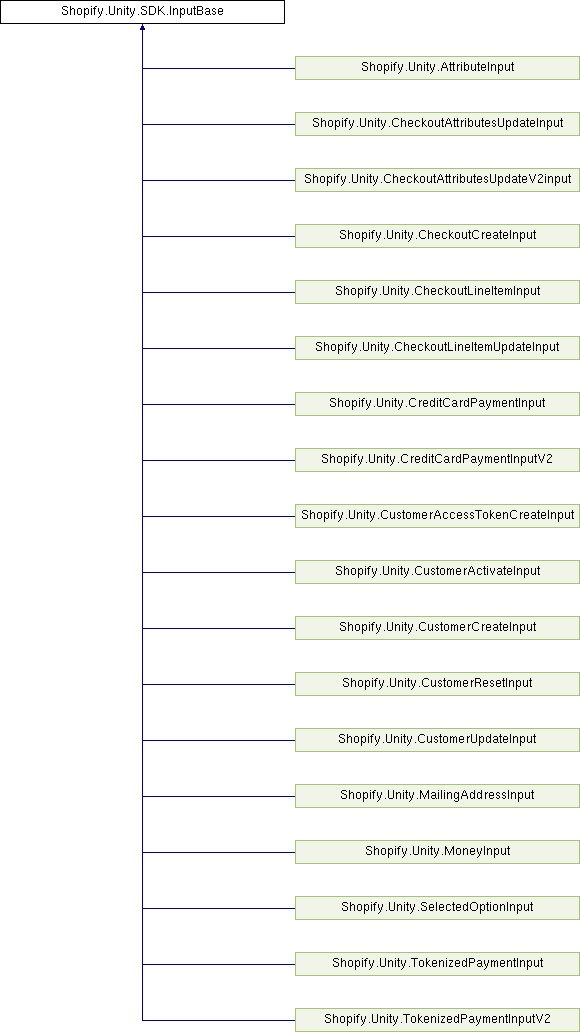 Shopify.Unity.SDK.InputBase
Shopify.Unity.AttributeInput
Shopify.Unity.CheckoutAttributesUpdateInput
Shopify.Unity.CheckoutAttributesUpdateV2Input
Shopify.Unity.CheckoutCreateInput
Shopify.Unity.CheckoutLineItemInput
Shopify.Unity.CheckoutLineItemUpdateInput
Shopify.Unity.CreditCardPaymentInput
Shopify.Unity.CreditCardPaymentInputV2
Shopify.Unity.CustomerAccessTokenCreateInput
Shopify.Unity.CustomerActivateInput
Shopify.Unity.CustomerCreateInput
Shopify.Unity.CustomerResetInput
Shopify.Unity.CustomerUpdateInput
Shopify.Unity.MailingAddressInput
Shopify.Unity.MoneyInput
Shopify.Unity.SelectedOptionInput
Shopify.Unity.TokenizedPaymentInput
Shopify.Unity.TokenizedPaymentInputV2